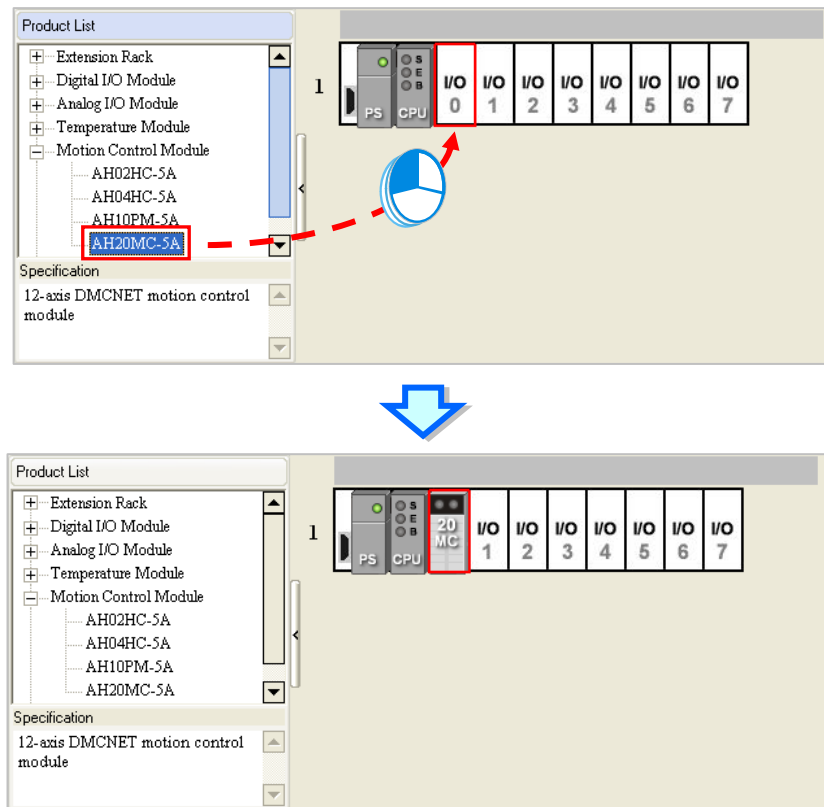 Product List
Extension Rack
Digital I/O Module
Analog I/O Module
Temperature Module
Motion Control Module
AH02HC-5A
AH04HC-5A
AH10PM-5A
AH20MC-5A
Specification
12-axis DMCNET motion control
module
1
PS
CPU
S
E
B
I/O I/O I/O I/O I/O I/O I/O I/O
0 1 2 3 4 5 6 7
Product List
Extension Rack
Digital I/O Module
Analog I/O Module
Temperature Module
Motion Control Module
AH02HC-5A
AH04HC-5A
AH10PM-5A
AH20MC-5A
Specification
12-axis DMCNET motion control
module
1
PS
CPU
S
E
B
20
MC
I/O I/O I/O I/O I/O I/O I/O
1 2 3 4 5 6 7